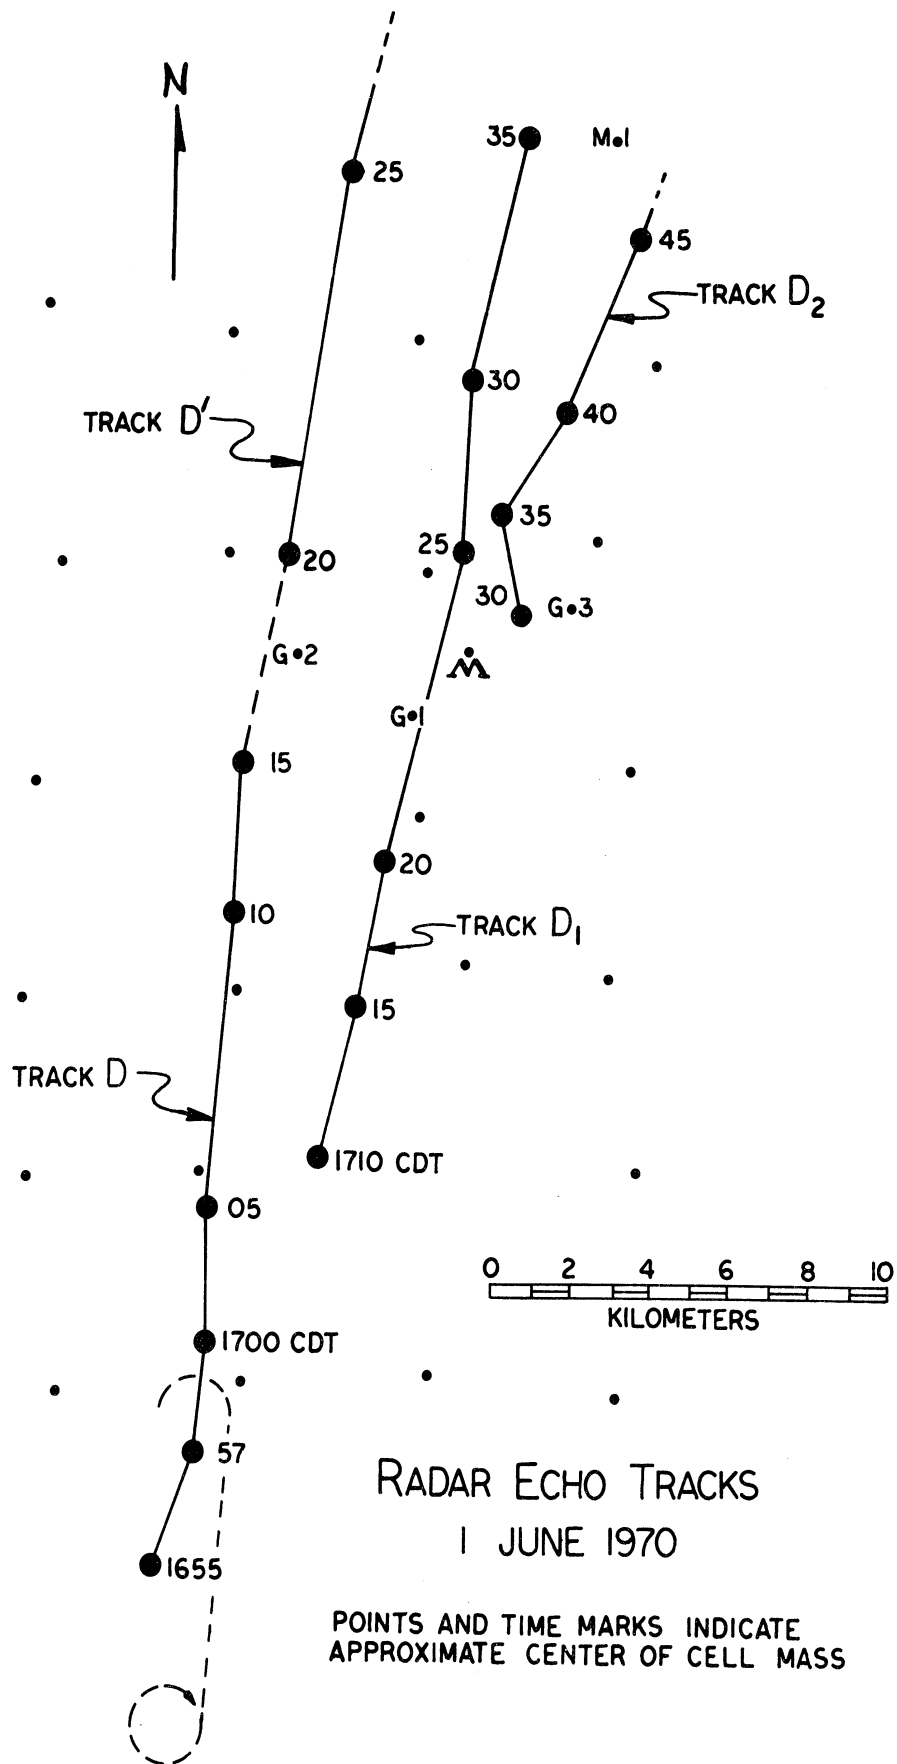 N
35
M•1
25
45
TRACK D2
30
40
TRACK D'
35
25
20
30
G•3
G•2
M
G•1
15
20
10
TRACK D1
15
TRACK D
1710 CDT
05
0 2 4 6 8 10
KILOMETERS
1700 CDT
57
RADAR ECHO TRACKS
1 JUNE 1970
1655
POINTS AND TIME MARKS INDICATE
APPROXIMATE CENTER OF CELL MASS